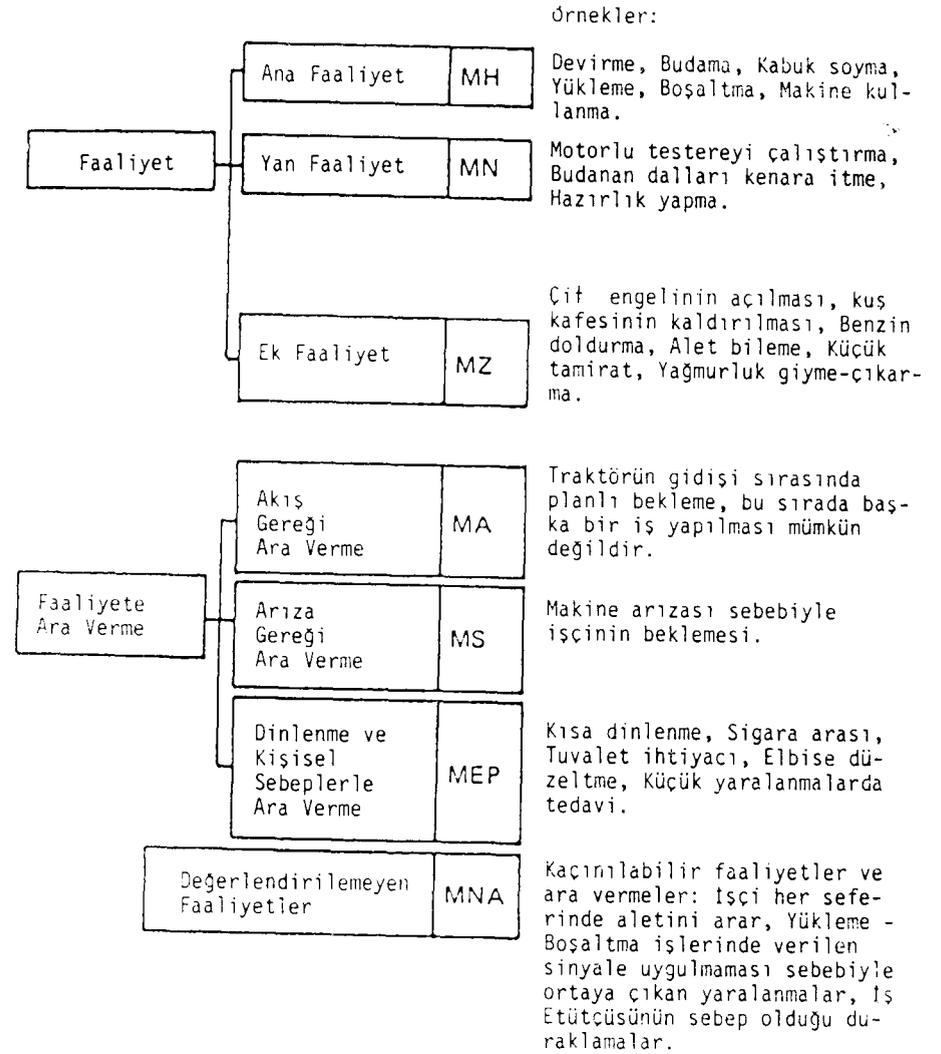 Örnekler:
Ana Faaliyet MH
Devirme, Budama, Kabuk soyma,
Yükleme, Boşaltma, Makine kul-
lanma.
Faaliyet
Yan Faaliyet MN
Motorlu testereyi çalıştırma,
Budanan dalları kenara itme,
Hazırlık yapma.
Ek Faaliyet MZ
Çit engelinin açılması, kuş
kafesinin kaldırılması, Benzin
doldurma, Alet bileme, Küçük
tamirat, Yağmurluk giyme-çıkar-
ma.
Faaliyete
Ara Verme
Akış
Gereği
Ara Verme
MA
Traktörün gidişi sırasında
planlı bekleme, bu sırada baş-
ka bir iş yapılması mümkün
değildir.
Arıza
Gereği
Ara Verme
MS
Makine arızası sebebiyle
işçinin beklemesi.
Dinlenme ve
Kişisel
Sebeplerle
Ara Verme
MEP
Kısa dinlenme, Sigara arası,
Tuvalet ihtiyacı, Elbise dü-
zeltme, Küçük yaralanmalarda
tedavi.
Değerlendirilemeyen
Faaliyetler
MNA
Kaçınılabilir faaliyetler ve
ara vermeler: İşçi her sefe-
rinde aletini arar, Yükleme -
Boşaltma işlerinde verilen
sinyale uygulmaması sebebiyle
ortaya çıkan yaralanmalar, İş
Etütçüsünün sebep olduğu du-
raklamalar.